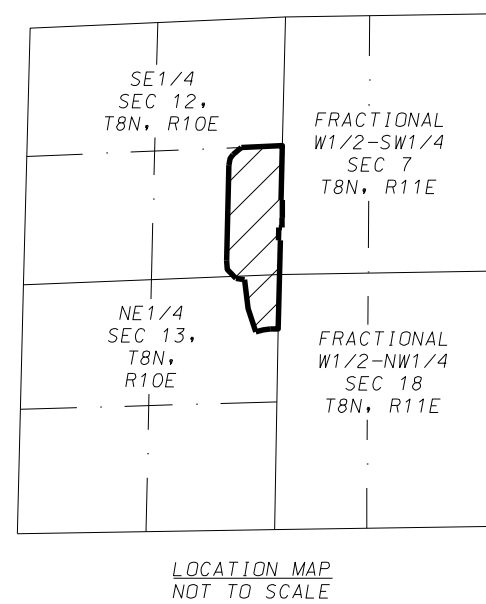 SE1/4
SEC 12,
T8N, R10E
FRACTIONAL
W1/2-SW1/4
SEC 7
T8N, R11E
NE1/4
SEC 13,
T8N,
R10E
FRACTIONAL
W1/2-NW1/4
SEC 18
T8N, R11E
LOCATION MAP
NOT TO SCALE